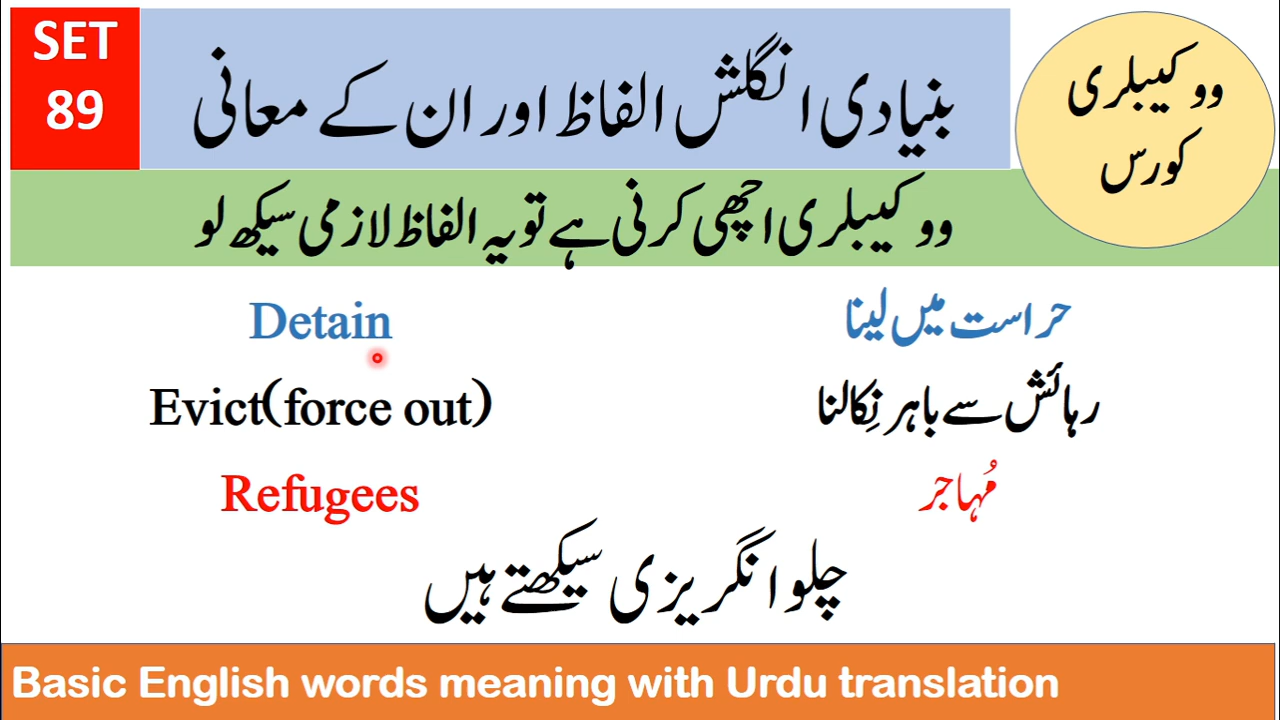 SET
89
بنیادی انگلش الفاظ اور ان کے معانی
ووکیبلری
کورس
ووکیبلری اچھی کرنی ہے تو یہ الفاظ لازمی سیکھ لو
Detain
حراست میں لینا
Evict(force out)
رہائش سے باہر نِکالنا
Refugees
مُہاجر
چلو انگریزی سیکھتے ہیں
Basic English words meaning with Urdu translation